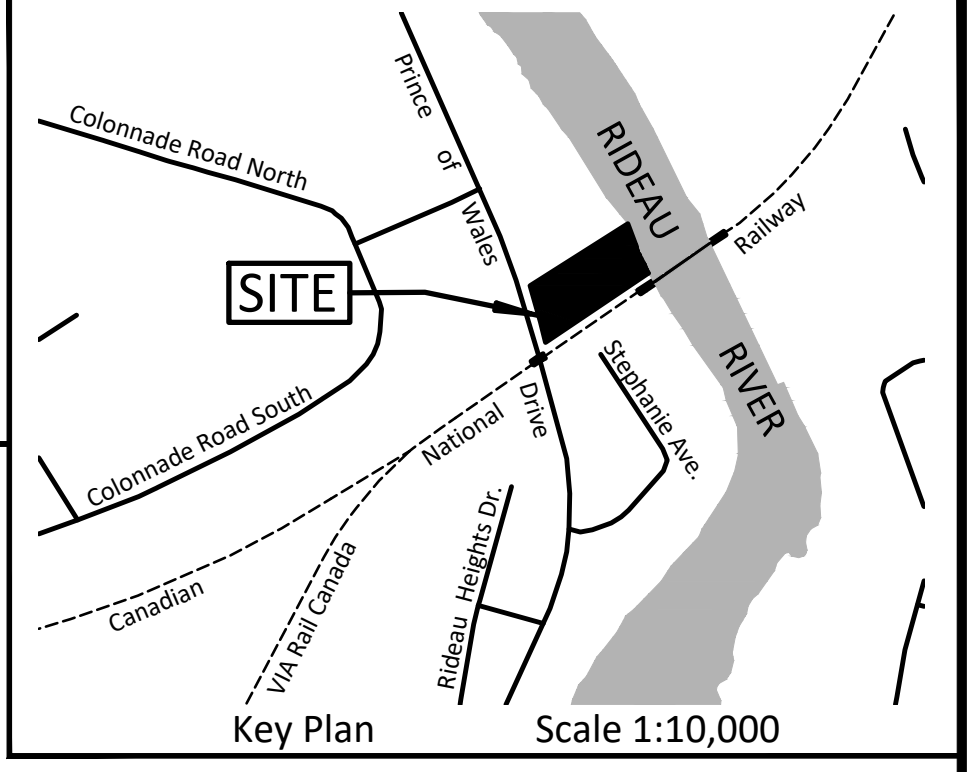 Prince of Wales Drive
Colonnade Road North
RIDEAU RIVER
Canadian National Railway
SITE
Stephanie Ave.
Colonnade Road South
Rideau Heights Dr.
VIA Rail Canada
Key Plan
Scale 1:10,000